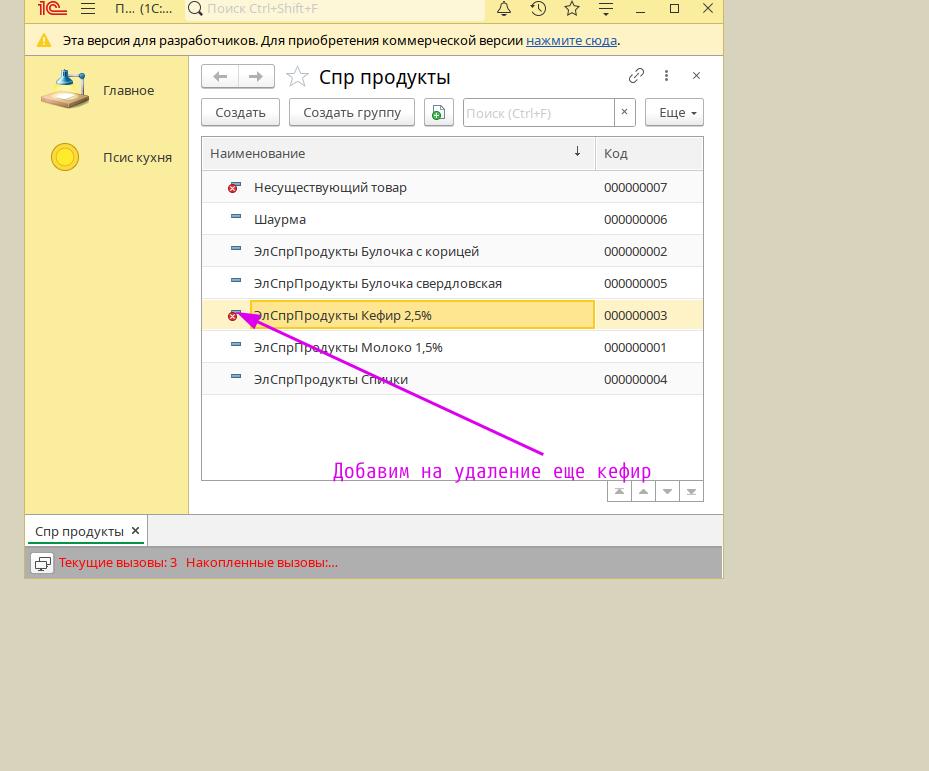 1С П... (1С:... Поиск Ctrl+Shift+F
Эта версия для разработчиков. Для приобретения коммерческой версии нажмите сюда.
Главное
Псис кухня
Спр продукты
Создать Создать группу Поиск (Ctrl+F) × Еще
Наименование ↓ Код
Несуществующий товар 000000007
Шаурма 000000006
ЭлСпрПродукты Булочка с корицей 000000002
ЭлСпрПродукты Булочка свердловская 000000005
ЭлСпрПродукты Кефир 2,5% 000000003
ЭлСпрПродукты Молоко 1,5% 000000001
ЭлСпрПродукты Спички 000000004
Добавим на удаление еще кефир
Спр продукты ×
Текущие вызовы: 3 Накопленные вызовы:...